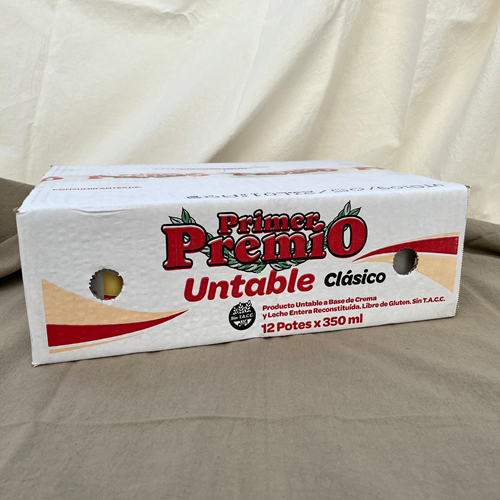 Primer
Premio
Untable Clásico
Sin T.A.C.C.
Producto Untable a Base de Crema
y Leche Entera Reconstituída. Libre de Gluten. Sin T.A.C.C.
12 Potes x 350 ml